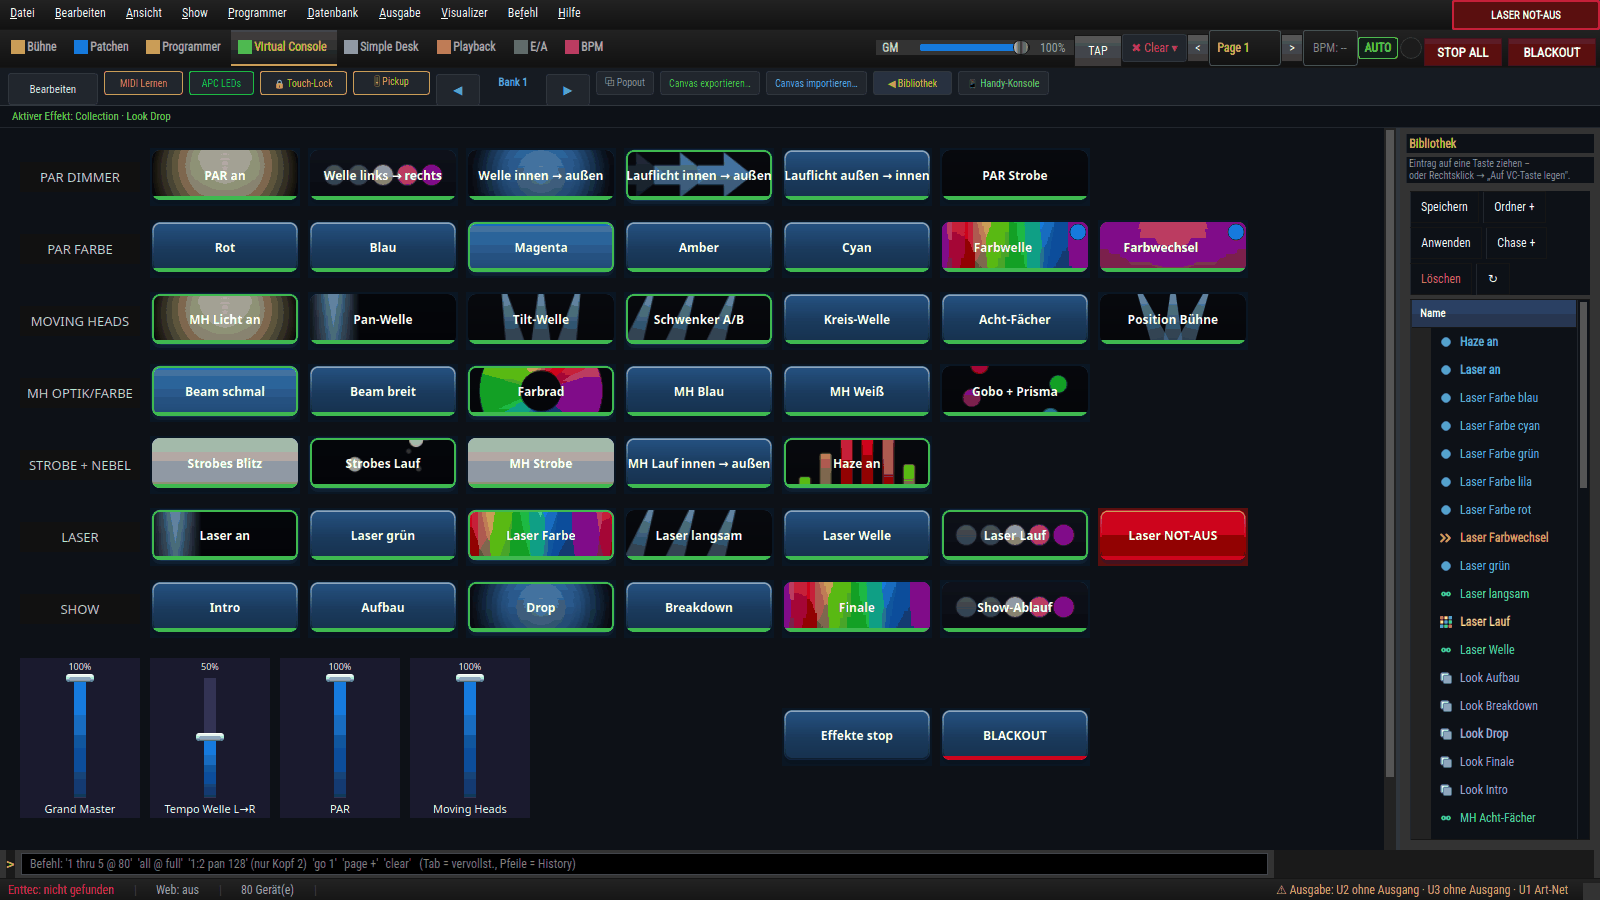 Datei Bearbeiten Ansicht Show Programmer Datenbank Ausgabe Visualizer Befehl Hilfe
LASER NOT-AUS
Bühne Patchen Programmer Virtual Console Simple Desk Playback E/A BPM
GM 100% TAP ✖ Clear ▾ < Page 1 > BPM: -- AUTO STOP ALL BLACKOUT
Bearbeiten MIDI Lernen APC LEDs Touch-Lock Pickup ◀ Bank 1 ▶ Popout Canvas exportieren… Canvas importieren… ◀ Bibliothek Handy-Konsole
Aktiver Effekt: Collection · Look Drop
PAR DIMMER PAR an Welle links → rechts Welle innen → außen Lauflicht innen → außen Lauflicht außen → innen PAR Strobe
PAR FARBE Rot Blau Magenta Amber Cyan Farbwelle Farbwechsel
MOVING HEADS MH Licht an Pan-Welle Tilt-Welle Schwenker A/B Kreis-Welle Acht-Fächer Position Bühne
MH OPTIK/FARBE Beam schmal Beam breit Farbrad MH Blau MH Weiß Gobo + Prisma
STROBE + NEBEL Strobes Blitz Strobes Lauf MH Strobe MH Lauf innen → außen Haze an
LASER Laser an Laser grün Laser Farbe Laser langsam Laser Welle Laser Lauf Laser NOT-AUS
SHOW Intro Aufbau Drop Breakdown Finale Show-Ablauf
100% 50% 100% 100%
Grand Master Tempo Welle L→R PAR Moving Heads
Effekte stop BLACKOUT
Bibliothek
Eintrag auf eine Taste ziehen –
oder Rechtsklick → „Auf VC-Taste legen".
Speichern Ordner +
Anwenden Chase +
Löschen ↻
Name
Haze an
Laser an
Laser Farbe blau
Laser Farbe cyan
Laser Farbe grün
Laser Farbe lila
Laser Farbe rot
Laser Farbwechsel
Laser grün
Laser langsam
Laser Lauf
Laser Welle
Look Aufbau
Look Breakdown
Look Drop
Look Finale
Look Intro
MH Acht-Fächer
> Befehl: '1 thru 5 @ 80' 'all @ full' '1:2 pan 128' (nur Kopf 2) 'go 1' 'page +' 'clear' (Tab = vervollst., Pfeile = History)
Enttec: nicht gefunden Web: aus 80 Gerät(e) ⚠ Ausgabe: U2 ohne Ausgang · U3 ohne Ausgang · U1 Art-Net